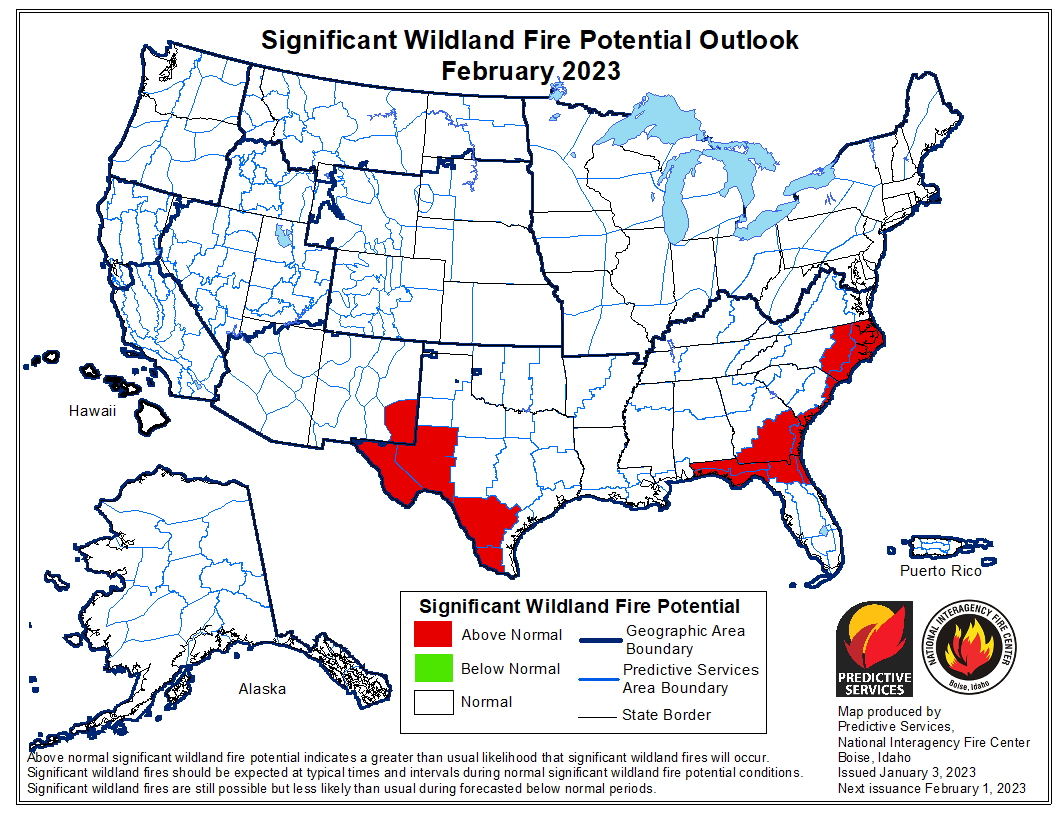 Significant Wildland Fire Potential Outlook
February 2023
Hawaii
Alaska
Puerto Rico
Significant Wildland Fire Potential
Above Normal
Below Normal
Normal
Geographic Area
Boundary
Predictive Services
Area Boundary
State Border
PREDICTIVE
SERVICES
NATIONAL INTERAGENCY FIRE CENTER
Boise, Idaho
Map produced by
Predictive Services,
National Interagency Fire Center
Boise, Idaho
Issued January 3, 2023
Next issuance February 1, 2023
Above normal significant wildland fire potential indicates a greater than usual likelihood that significant wildland fires will occur.
Significant wildland fires should be expected at typical times and intervals during normal significant wildland fire potential conditions.
Significant wildland fires are still possible but less likely than usual during forecasted below normal periods.